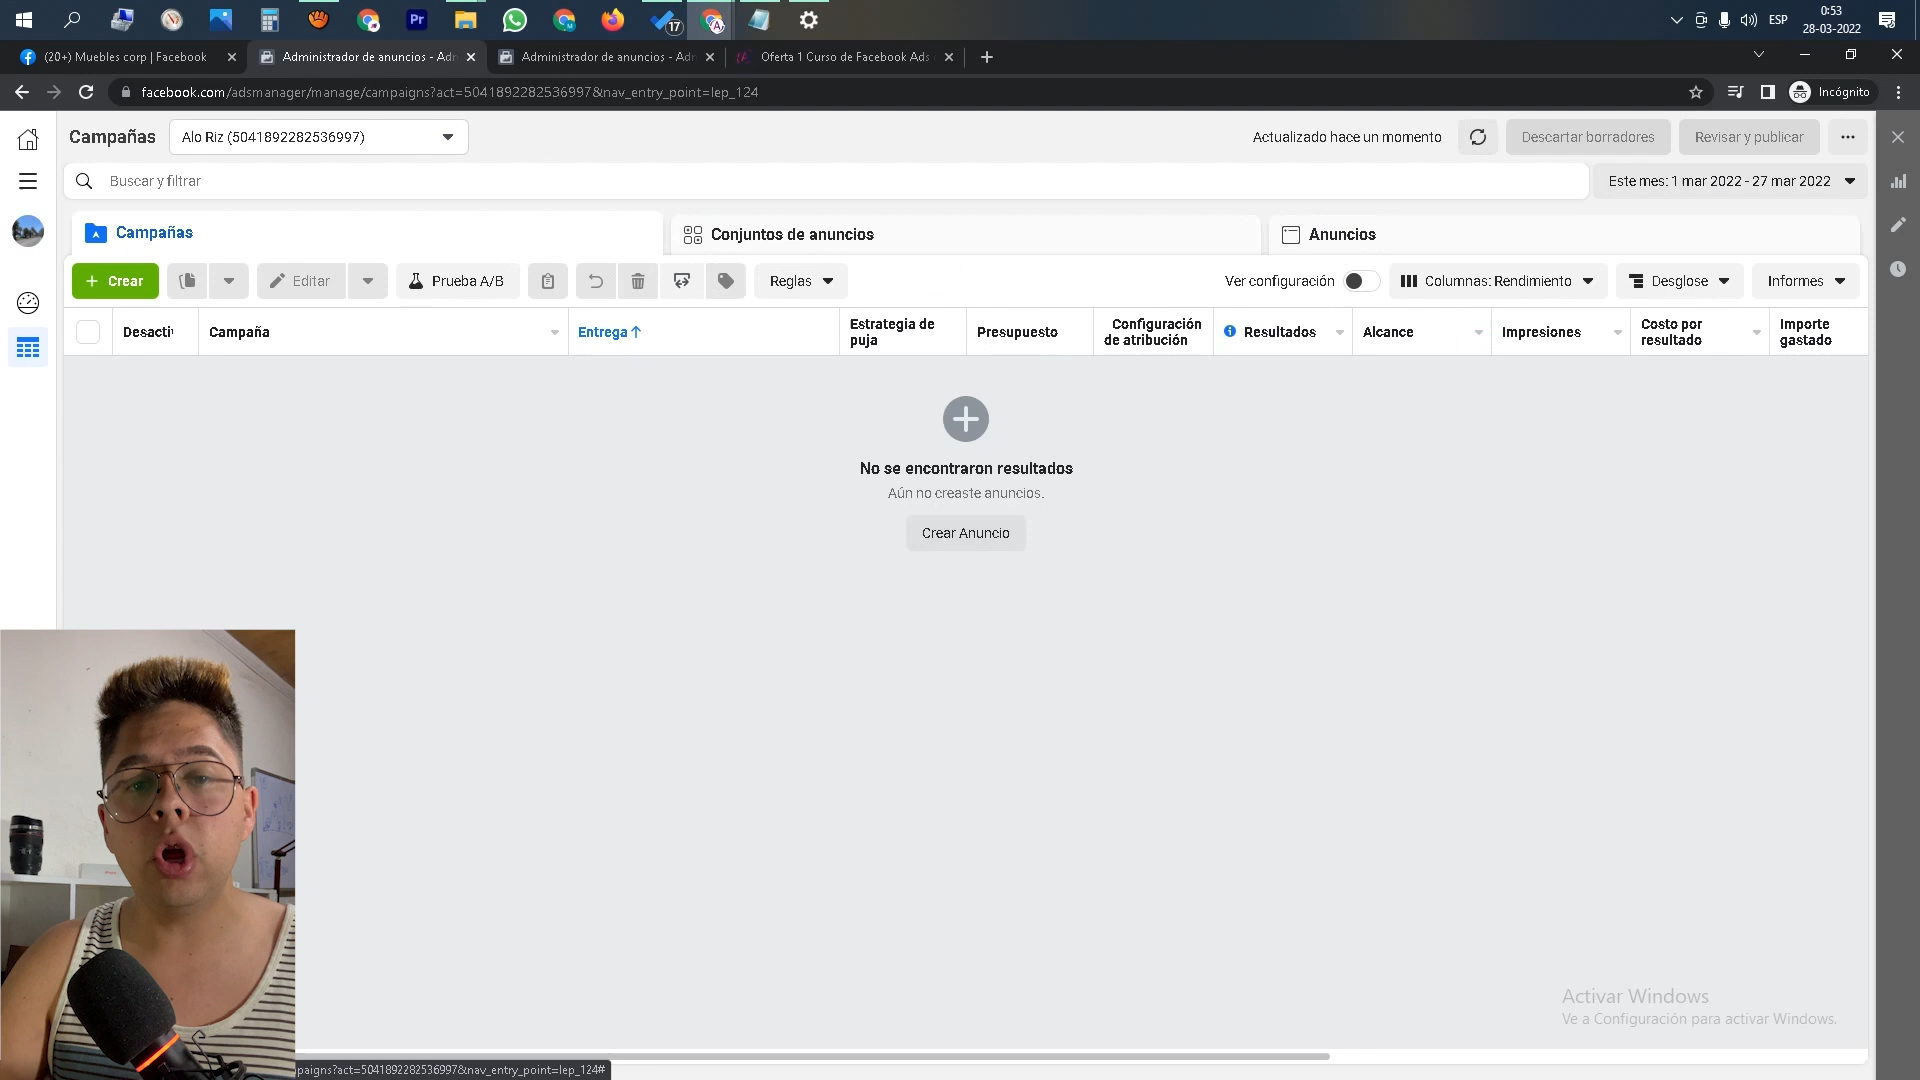 17
ESP
0:53
28-03-2022
Pr
(20+) Muebles corp | Facebook
Administrador de anuncios - Adm
Administrador de anuncios - Adm
Oferta 1 Curso de Facebook Ads
facebook.com/adsmanager/manage/campaigns?act=5041892282536997&nav_entry_point=lep_124
Incógnito
Campañas
Alo Riz (5041892282536997)
Actualizado hace un momento
Descartar borradores
Revisar y publicar
Buscar y filtrar
Este mes: 1 mar 2022 - 27 mar 2022
Campañas
Conjuntos de anuncios
Anuncios
+ Crear
Editar
Prueba A/B
Reglas
Ver configuración
Columnas: Rendimiento
Desglose
Informes
Desacti
Campaña
Entrega ↑
Estrategia de
puja
Presupuesto
Configuración
de atribución
Resultados
Alcance
Impresiones
Costo por
resultado
Importe
gastado
No se encontraron resultados
Aún no creaste anuncios.
Crear Anuncio
Activar Windows
Ve a Configuración para activar Windows.
paigns?act=5041892282536997&nav_entry_point=lep_124#